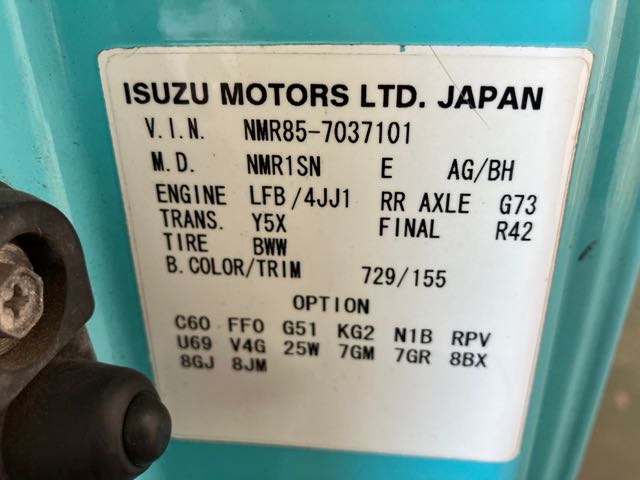 ISUZU MOTORS LTD. JAPAN
V.I.N. NMR85-7037101
M.D. NMR1SN E AG/BH
ENGINE LFB/4JJ1 RR AXLE G73
TRANS. Y5X FINAL R42
TIRE BWW
B.COLOR/TRIM 729/155
OPTION
C60 FF0 G51 KG2 N1B RPV
U69 V4G 25W 7GM 7GR 8BX
8GJ 8JM